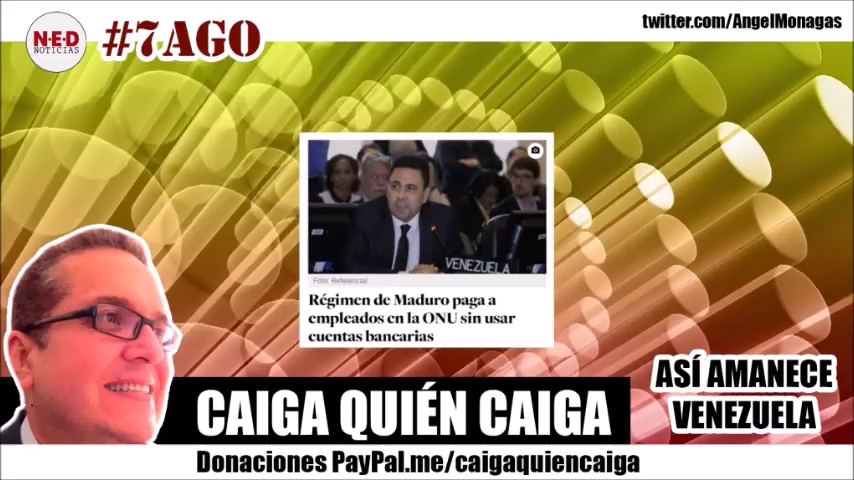 N·E·D
NOTICIAS
#7AGO
twitter.com/AngelMonagas
VENEZUELA
Foto: Referencial
Régimen de Maduro paga a
empleados en la ONU sin usar
cuentas bancarias
CAIGA QUIÉN CAIGA
ASÍ AMANECE
VENEZUELA
Donaciones PayPal.me/caigaquiencaiga